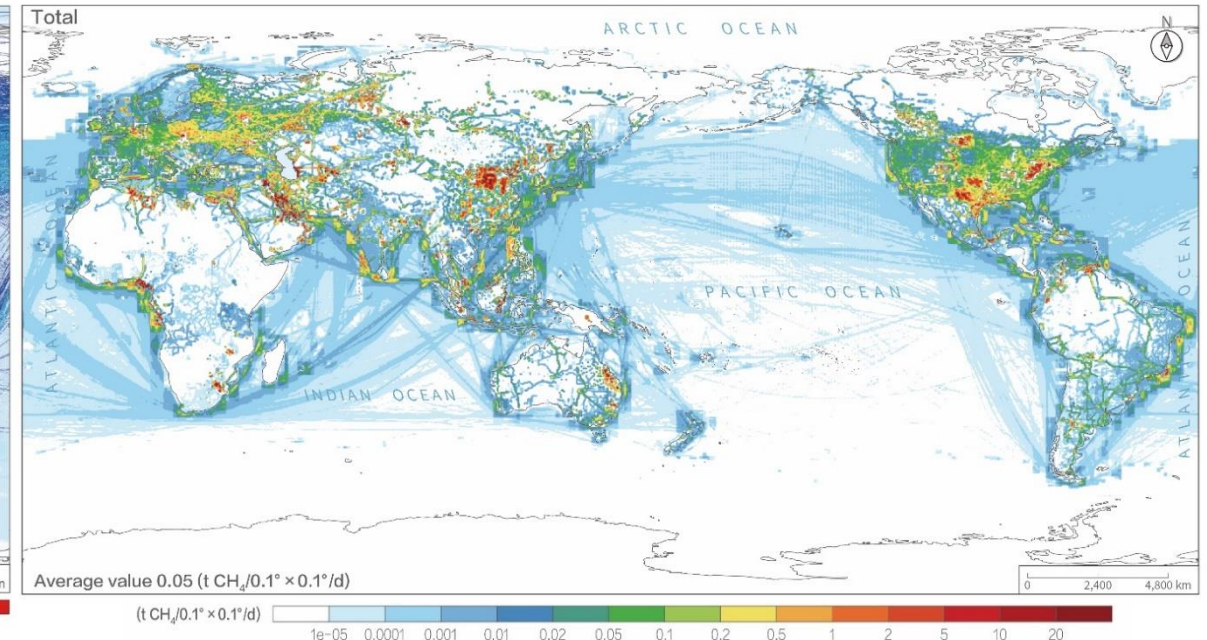 Total
ARCTIC OCEAN
N
ATLANTIC OCEAN
PACIFIC OCEAN
INDIAN OCEAN
ATLANTIC OCEAN
Average value 0.05 (t CH₄/0.1° × 0.1°/d)
0 2,400 4,800 km
n
(t CH₄/0.1° × 0.1°/d)
1e-05 0.0001 0.001 0.01 0.02 0.05 0.1 0.2 0.5 1 2 5 10 20